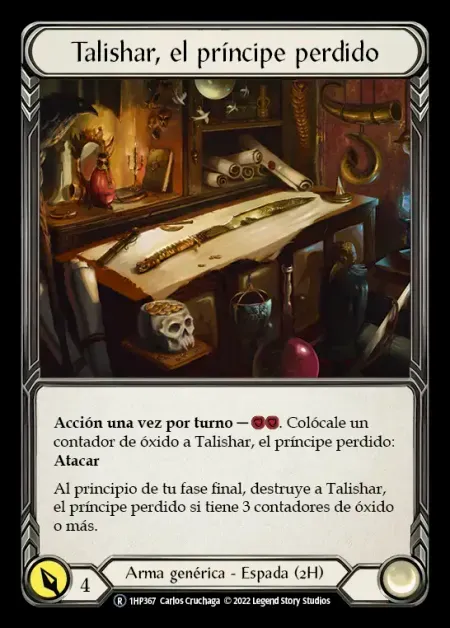 Talishar, el príncipe perdido
Acción una vez por turno — . Colócale un
contador de óxido a Talishar, el príncipe perdido:
Atacar
Al principio de tu fase final, destruye a Talishar,
el príncipe perdido si tiene 3 contadores de óxido
o más.
4
Arma genérica - Espada (2H)
R 1HP367 Carlos Cruchaga © 2022 Legend Story Studios